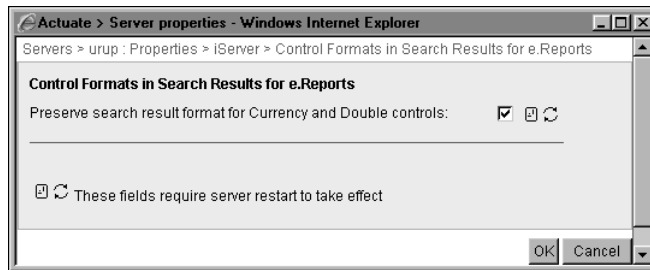 Actuate > Server properties - Windows Internet Explorer
Servers > urup : Properties > iServer > Control Formats in Search Results for e.Reports
Control Formats in Search Results for e.Reports
Preserve search result format for Currency and Double controls:
These fields require server restart to take effect
OK Cancel